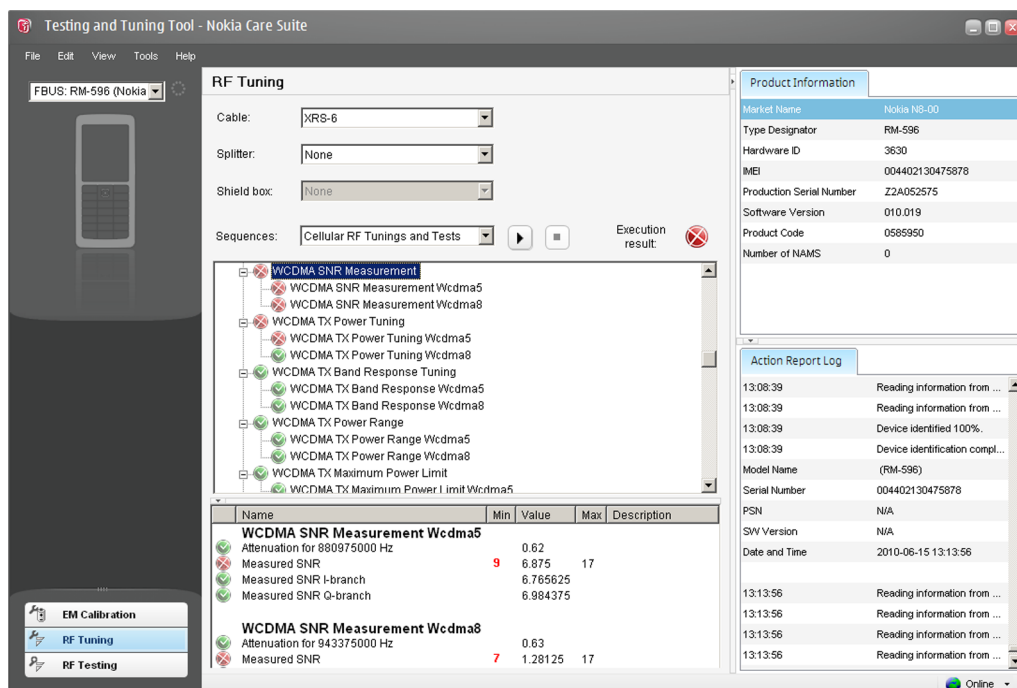 Testing and Tuning Tool - Nokia Care Suite
File Edit View Tools Help
FBUS: RM-596 (Nokia
RF Tuning
Cable: XRS-6
Splitter: None
Shield box: None
Sequences: Cellular RF Tunings and Tests
Execution result:
WCDMA SNR Measurement
WCDMA SNR Measurement Wcdma5
WCDMA SNR Measurement Wcdma8
WCDMA TX Power Tuning
WCDMA TX Power Tuning Wcdma5
WCDMA TX Power Tuning Wcdma8
WCDMA TX Band Response Tuning
WCDMA TX Band Response Wcdma5
WCDMA TX Band Response Wcdma8
WCDMA TX Power Range
WCDMA TX Power Range Wcdma5
WCDMA TX Power Range Wcdma8
WCDMA TX Maximum Power Limit
WCDMA TX Maximum Power Limit Wcdma5
Name Min Value Max Description
WCDMA SNR Measurement Wcdma5
Attenuation for 880975000 Hz 0.62
Measured SNR 9 6.875 17
Measured SNR I-branch 6.765625
Measured SNR Q-branch 6.984375
WCDMA SNR Measurement Wcdma8
Attenuation for 943375000 Hz 0.63
Measured SNR 7 1.28125 17
EM Calibration
RF Tuning
RF Testing
Product Information
Market Name Nokia N8-00
Type Designator RM-596
Hardware ID 3630
IMEI 004402130475878
Production Serial Number Z2A052575
Software Version 010.019
Product Code 0585950
Number of NAMS 0
Action Report Log
13:08:39 Reading information from ...
13:08:39 Reading information from ...
13:08:39 Device identified 100%.
13:08:39 Device identification compl...
Model Name (RM-596)
Serial Number 004402130475878
PSN N/A
SW Version N/A
Date and Time 2010-06-15 13:13:56
13:13:56 Reading information from ...
13:13:56 Reading information from ...
13:13:56 Reading information from ...
13:13:56 Reading information from ...
Online